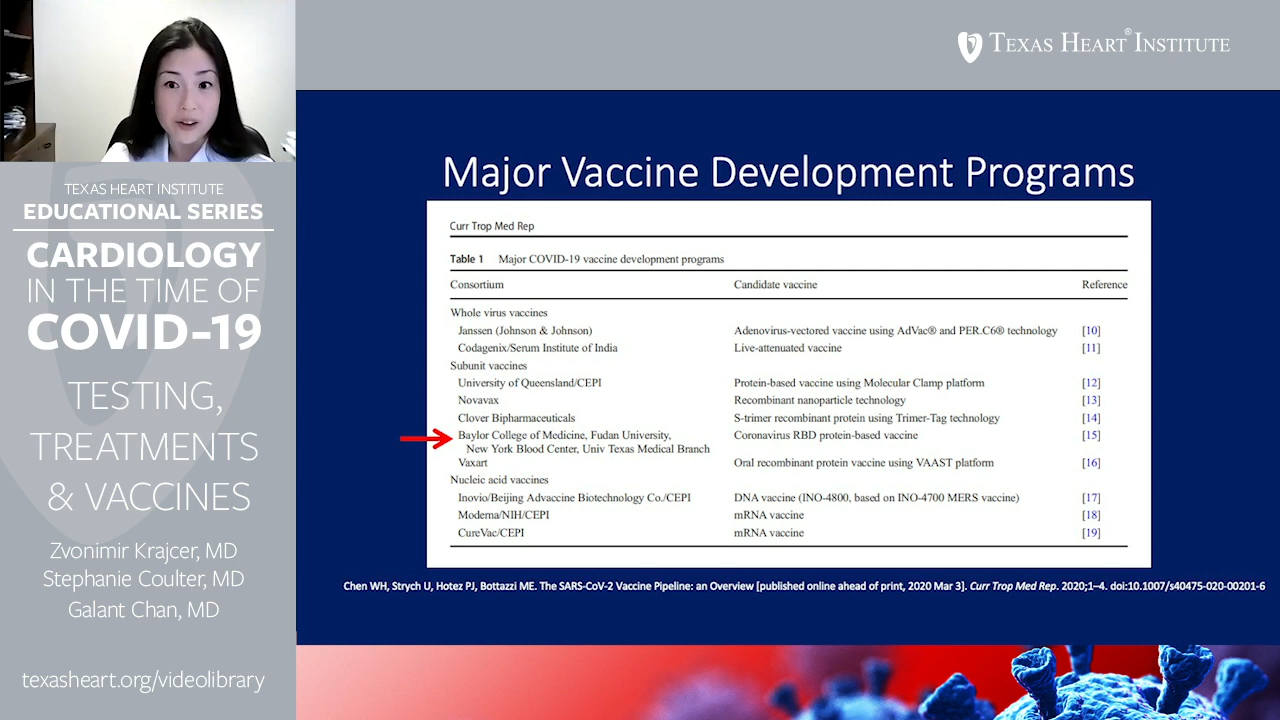 TEXAS HEART® INSTITUTE
TEXAS HEART INSTITUTE
EDUCATIONAL SERIES
CARDIOLOGY
IN THE TIME OF
COVID-19
TESTING,
TREATMENTS
& VACCINES
Zvonimir Krajcer, MD
Stephanie Coulter, MD
Galant Chan, MD
texasheart.org/videolibrary
Major Vaccine Development Programs
Curr Trop Med Rep
Table 1 Major COVID-19 vaccine development programs
Consortium Candidate vaccine Reference
Whole virus vaccines
Janssen (Johnson & Johnson) Adenovirus-vectored vaccine using AdVac® and PER.C6® technology [10]
Codagenix/Serum Institute of India Live-attenuated vaccine [11]
Subunit vaccines
University of Queensland/CEPI Protein-based vaccine using Molecular Clamp platform [12]
Novavax Recombinant nanoparticle technology [13]
Clover Bipharmaceuticals S-trimer recombinant protein using Trimer-Tag technology [14]
Baylor College of Medicine, Fudan University, Coronavirus RBD protein-based vaccine [15]
New York Blood Center, Univ Texas Medical Branch
Vaxart Oral recombinant protein vaccine using VAAST platform [16]
Nucleic acid vaccines
Inovio/Beijing Advaccine Biotechnology Co./CEPI DNA vaccine (INO-4800, based on INO-4700 MERS vaccine) [17]
Moderna/NIH/CEPI mRNA vaccine [18]
CureVac/CEPI mRNA vaccine [19]
Chen WH, Strych U, Hotez PJ, Bottazzi ME. The SARS-CoV-2 Vaccine Pipeline: an Overview [published online ahead of print, 2020 Mar 3]. Curr Trop Med Rep. 2020;1–4. doi:10.1007/s40475-020-00201-6